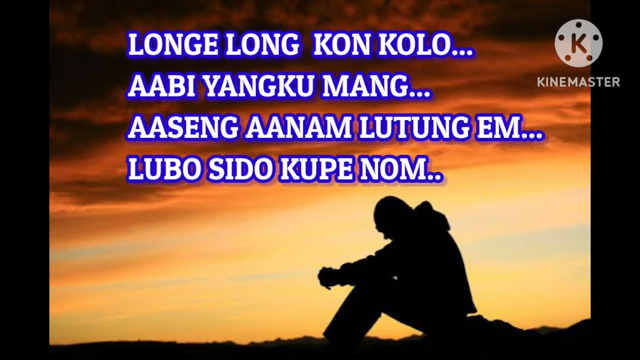 LONGE LONG KON KOLO...
AABI YANGKU MANG...
AASENG AANAM LUTUNG EM...
LUBO SIDO KUPE NOM..
K
KINEMASTER